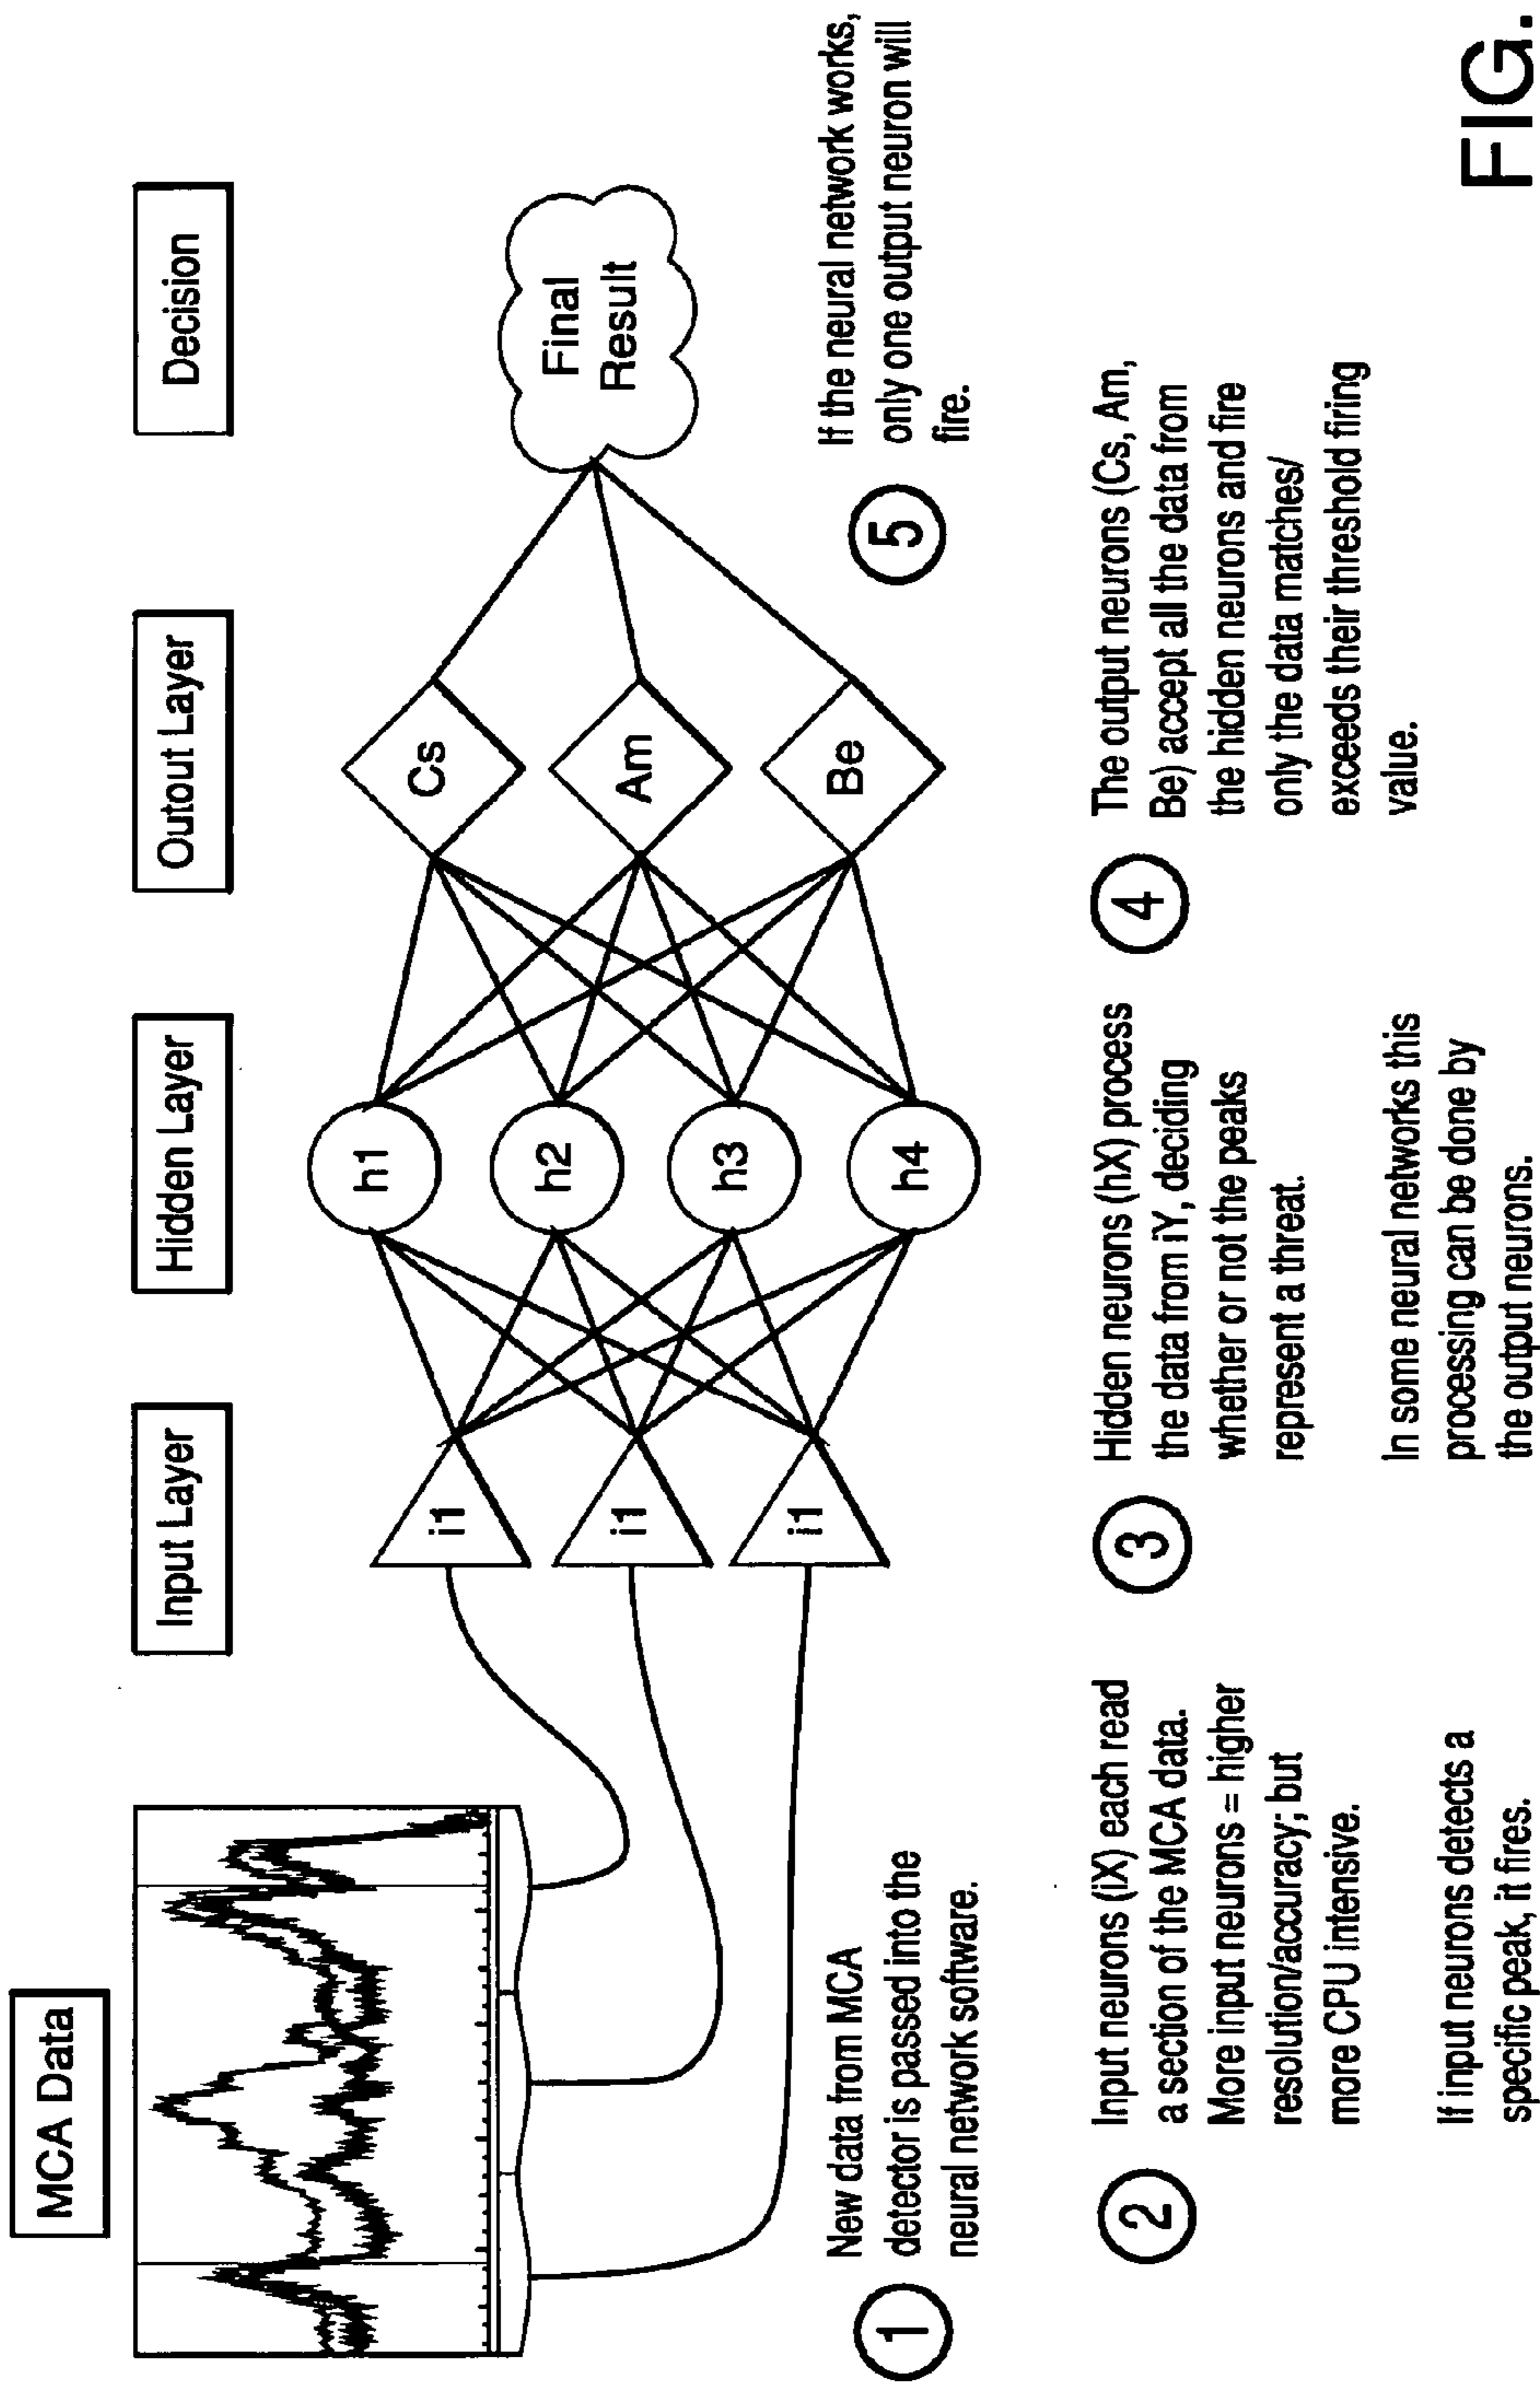 MCA Data
Input Layer
Hidden Layer
Outout Layer
Decision
i1
i1
i1
h1
h2
h3
h4
Cs
Am
Be
Final
Result
1
New data from MCA
detector is passed into the
neural network software.
2
Input neurons (iX) each read
a section of the MCA data.
More input neurons = higher
resolution/accuracy; but
more CPU intensive.
If input neurons detects a
specific peak, it fires.
3
Hidden neurons (hX) process
the data from iY, deciding
whether or not the peaks
represent a threat.
In some neural networks this
processing can be done by
the output neurons.
4
The output neurons (Cs, Am,
Be) accept all the data from
the hidden neurons and fire
only the data matches/
exceeds their threshold firing
value.
5
If the neural network works,
only one output neuron will
fire.
FIG.